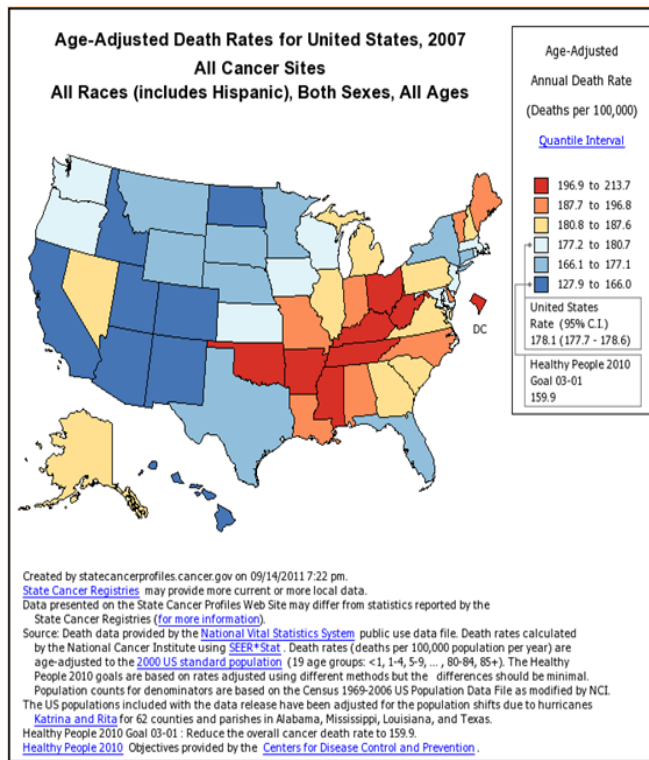 Age-Adjusted Death Rates for United States, 2007
All Cancer Sites
All Races (includes Hispanic), Both Sexes, All Ages
Age-Adjusted
Annual Death Rate
(Deaths per 100,000)
Quantile Interval
196.9 to 213.7
187.7 to 196.8
180.8 to 187.6
177.2 to 180.7
166.1 to 177.1
127.9 to 166.0
United States
Rate (95% C.I.)
178.1 (177.7 - 178.6)
Healthy People 2010
Goal 03-01
159.9
DC
Created by statecancerprofiles.cancer.gov on 09/14/2011 7:22 pm.
State Cancer Registries may provide more current or more local data.
Data presented on the State Cancer Profiles Web Site may differ from statistics reported by the
State Cancer Registries (for more information).
Source: Death data provided by the National Vital Statistics System public use data file. Death rates calculated
by the National Cancer Institute using SEER*Stat . Death rates (deaths per 100,000 population per year) are
age-adjusted to the 2000 US standard population (19 age groups: <1, 1-4, 5-9, ... , 80-84, 85+). The Healthy
People 2010 goals are based on rates adjusted using different methods but the differences should be minimal.
Population counts for denominators are based on the Census 1969-2006 US Population Data File as modified by NCI.
The US populations included with the data release have been adjusted for the population shifts due to hurricanes
Katrina and Rita for 62 counties and parishes in Alabama, Mississippi, Louisiana, and Texas.
Healthy People 2010 Goal 03-01 : Reduce the overall cancer death rate to 159.9.
Healthy People 2010 Objectives provided by the Centers for Disease Control and Prevention .